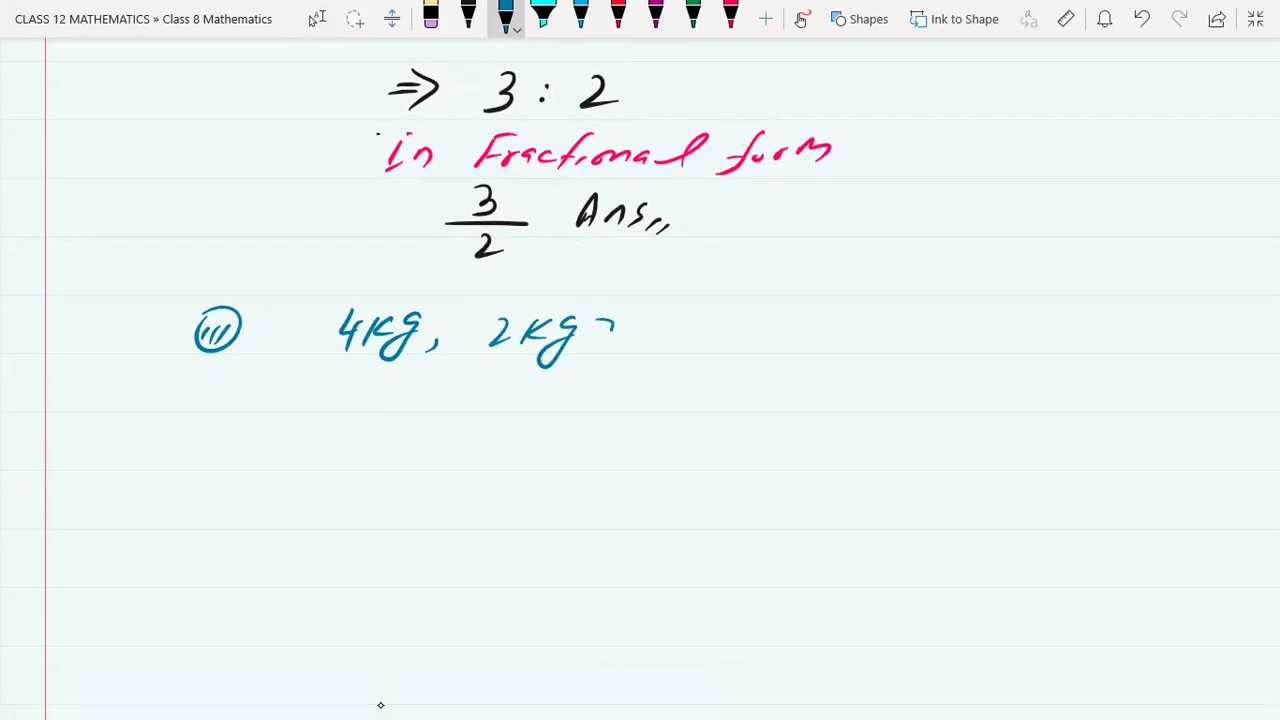 CLASS 12 MATHEMATICS » Class 8 Mathematics Shapes Ink to Shape
⇒ 3 : 2
in Fractional form
3
2 Ans,,
(iii) 4Kg, 2Kg